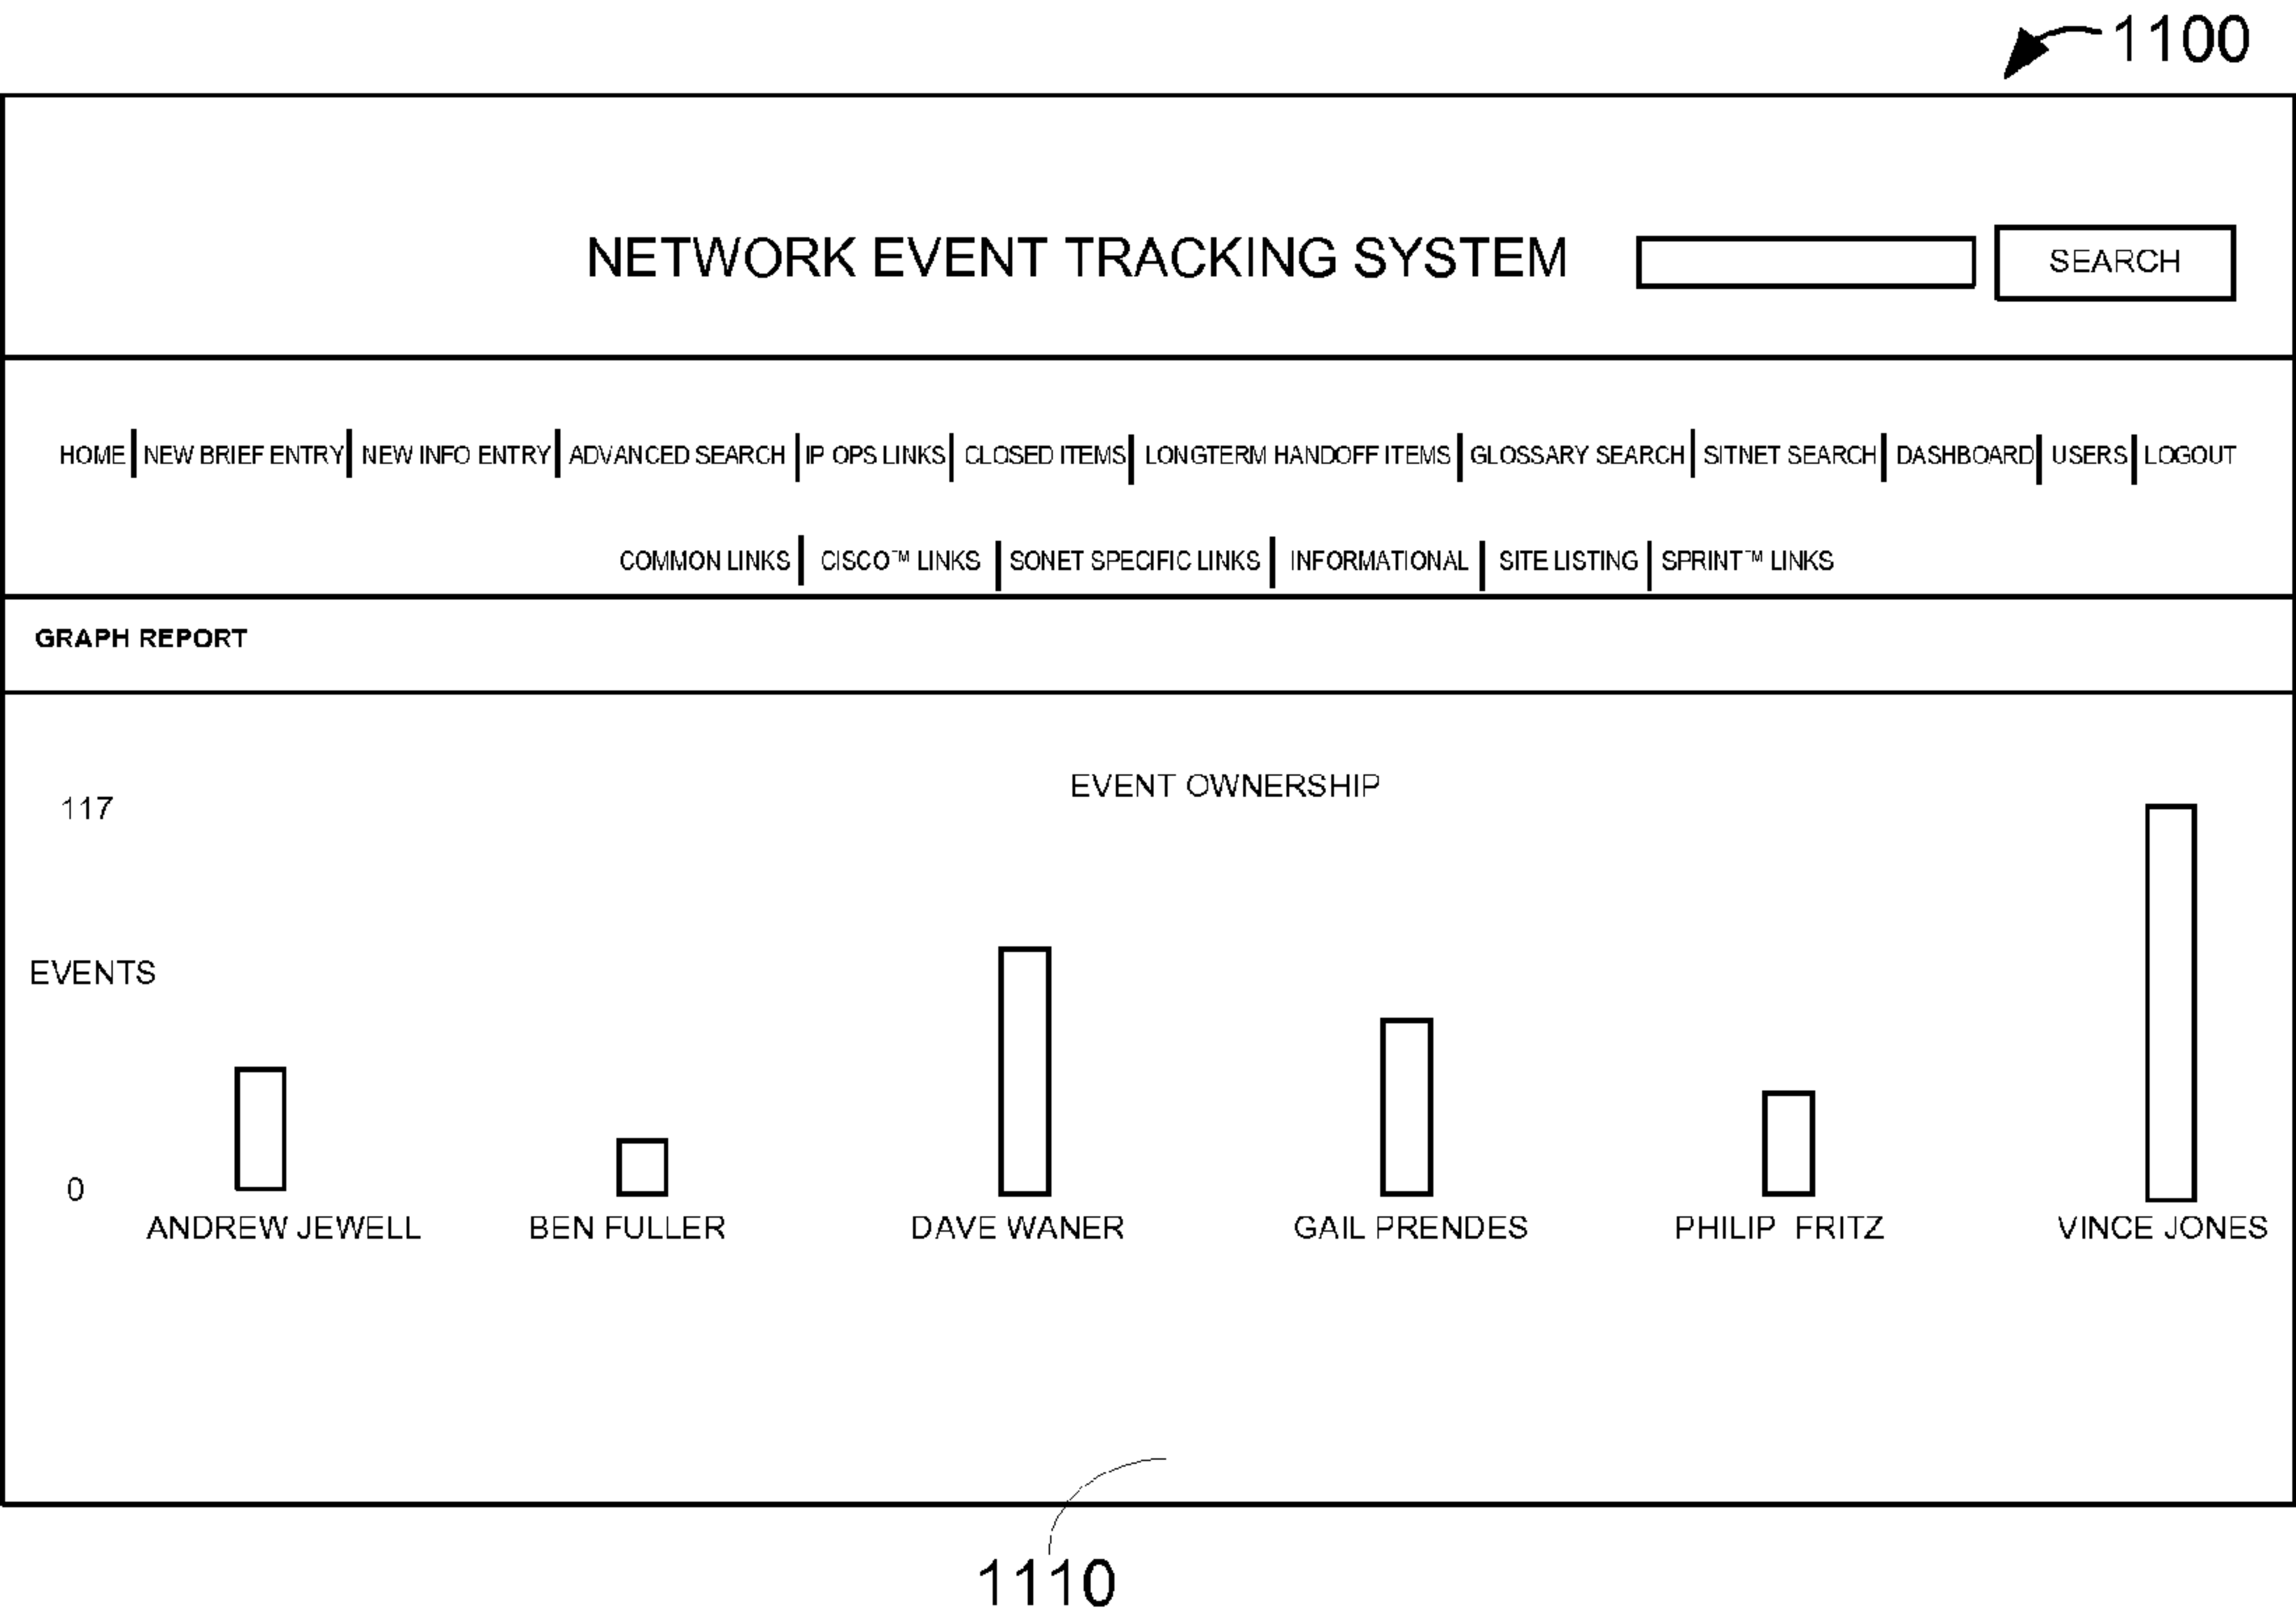 1100
NETWORK EVENT TRACKING SYSTEM SEARCH
HOME NEW BRIEF ENTRY NEW INFO ENTRY ADVANCED SEARCH IP OPS LINKS CLOSED ITEMS LONGTERM HANDOFF ITEMS GLOSSARY SEARCH SITNET SEARCH DASHBOARD USERS LOGOUT
COMMON LINKS CISCO™ LINKS SONET SPECIFIC LINKS INFORMATIONAL SITE LISTING SPRINT™ LINKS
GRAPH REPORT
EVENT OWNERSHIP
117
EVENTS
0
ANDREW JEWELL BEN FULLER DAVE WANER GAIL PRENDES PHILIP FRITZ VINCE JONES
1110